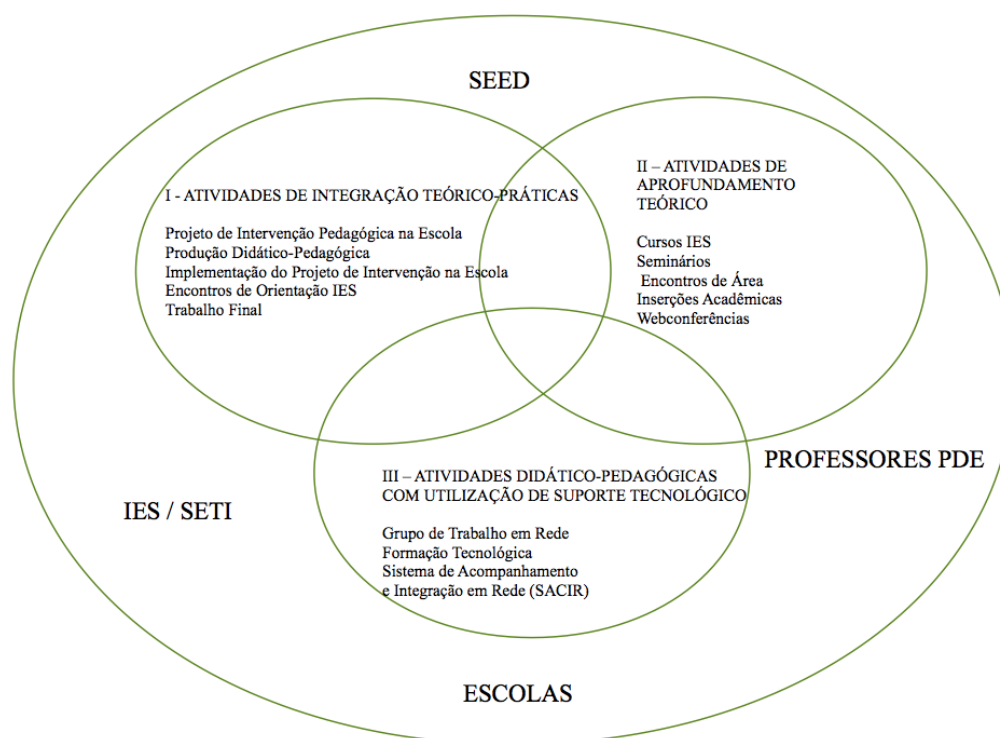 SEED
I - ATIVIDADES DE INTEGRAÇÃO TEÓRICO-PRÁTICAS
Projeto de Intervenção Pedagógica na Escola
Produção Didático-Pedagógica
Implementação do Projeto de Intervenção na Escola
Encontros de Orientação IES
Trabalho Final
II – ATIVIDADES DE
APROFUNDAMENTO
TEÓRICO
Cursos IES
Seminários
Encontros de Área
Inserções Acadêmicas
Webconferências
PROFESSORES PDE
III – ATIVIDADES DIDÁTICO-PEDAGÓGICAS
COM UTILIZAÇÃO DE SUPORTE TECNOLÓGICO
Grupo de Trabalho em Rede
Formação Tecnológica
Sistema de Acompanhamento
e Integração em Rede (SACIR)
IES / SETI
ESCOLAS